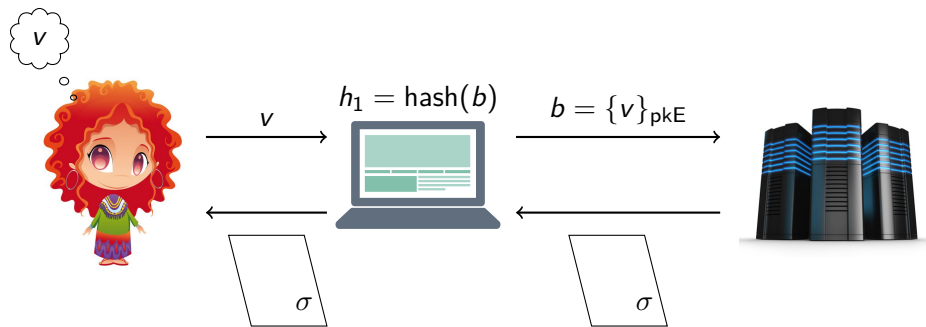 v
h₁ = hash(b)
b = {v}pkE
v
σ
σ